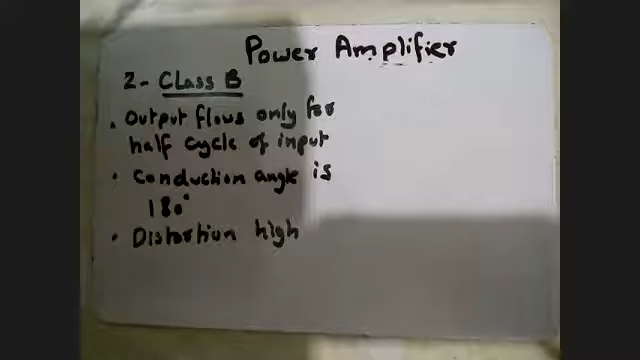 Power Amplifier
2- Class B
. Output flows only for
half cycle of input
. Conduction angle is
180°
. Distortion high